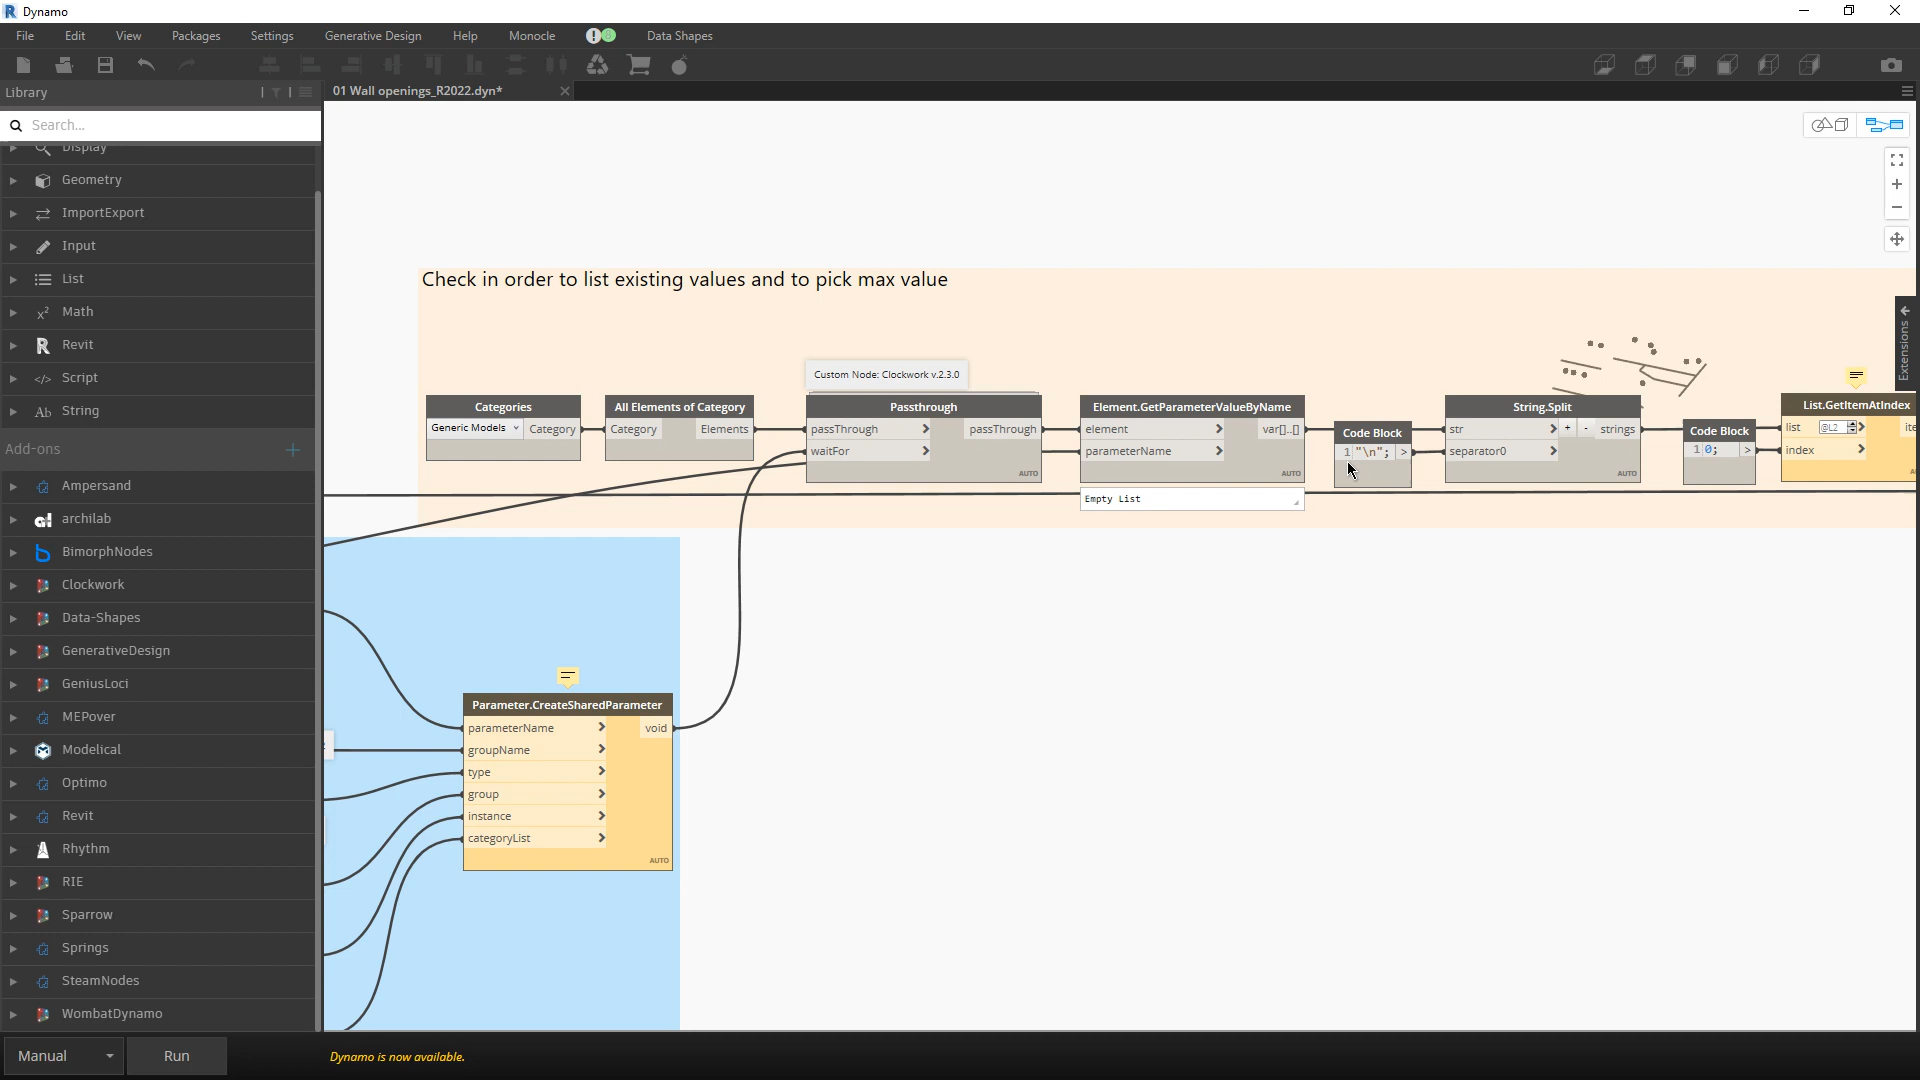 Dynamo
File Edit View Packages Settings Generative Design Help Monocle Data Shapes
Library
01 Wall openings_R2022.dyn*
Search...
Display
Geometry
ImportExport
Input
List
Math
Revit
Script
String
Add-ons
Ampersand
archilab
BimorphNodes
Clockwork
Data-Shapes
GenerativeDesign
GeniusLoci
MEPover
Modelical
Optimo
Revit
Rhythm
RIE
Sparrow
Springs
SteamNodes
WombatDynamo
Manual
Run
Dynamo is now available.
Extensions
Check in order to list existing values and to pick max value
Categories
Generic Models
Category
All Elements of Category
Category
Elements
Custom Node: Clockwork v.2.3.0
Passthrough
passThrough
passThrough
waitFor
AUTO
Element.GetParameterValueByName
element
var[]..[]
parameterName
AUTO
Empty List
Code Block
1 "\n"; >
String.Split
str
+ -
strings
separator0
AUTO
Code Block
1 0; >
List.GetItemAtIndex
list
@L2
ite
index
Parameter.CreateSharedParameter
parameterName
void
groupName
type
group
instance
categoryList
AUTO